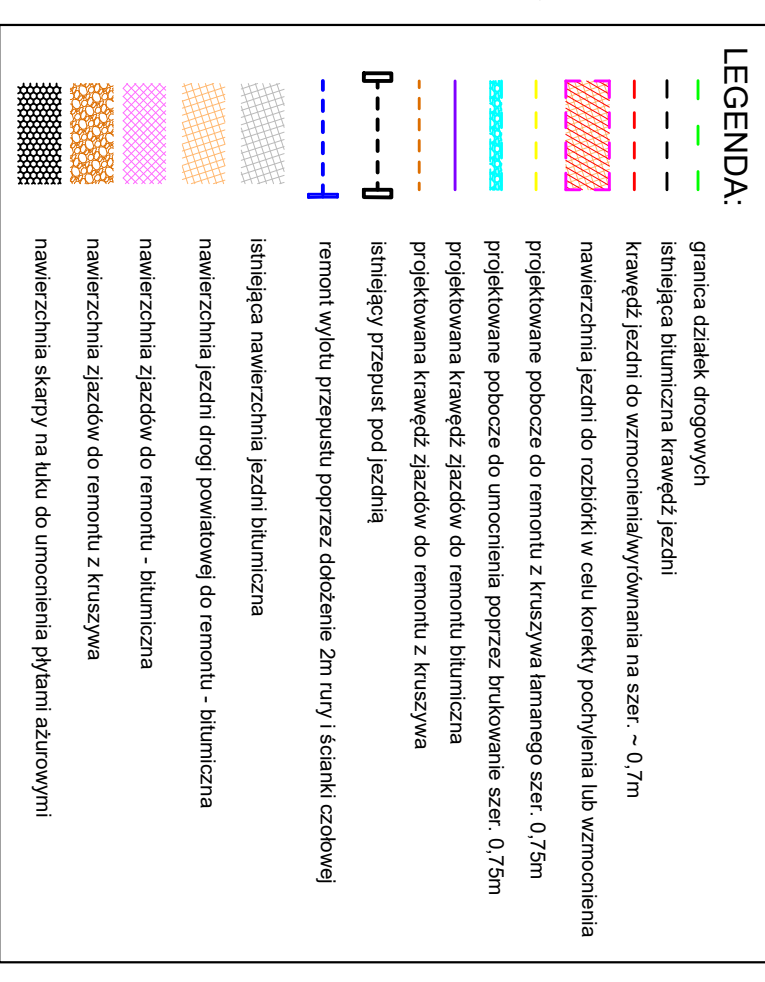 LEGENDA:
granica działek drogowych
istniejąca bitumiczna krawędź jezdni
krawędź jezdni do wzmocnienia/wyrównania na szer. ~ 0,7m
nawierzchnia jezdni do rozbiórki w celu korekty pochylenia lub wzmocnienia
projektowane pobocze do remontu z kruszywa łamanego szer. 0,75m
projektowane pobocze do umocnienia poprzez brukowanie szer. 0,75m
projektowana krawędź zjazdów do remontu bitumiczna
projektowana krawędź zjazdów do remontu z kruszywa
istniejący przepust pod jezdnią
remont wylotu przepustu poprzez dołożenie 2m rury i ścianki czołowej
istniejąca nawierzchnia jezdni bitumiczna
nawierzchnia jezdni drogi powiatowej do remontu - bitumiczna
nawierzchnia zjazdów do remontu - bitumiczna
nawierzchnia zjazdów do remontu z kruszywa
nawierzchnia skarpy na łuku do umocnienia płytami ażurowymi